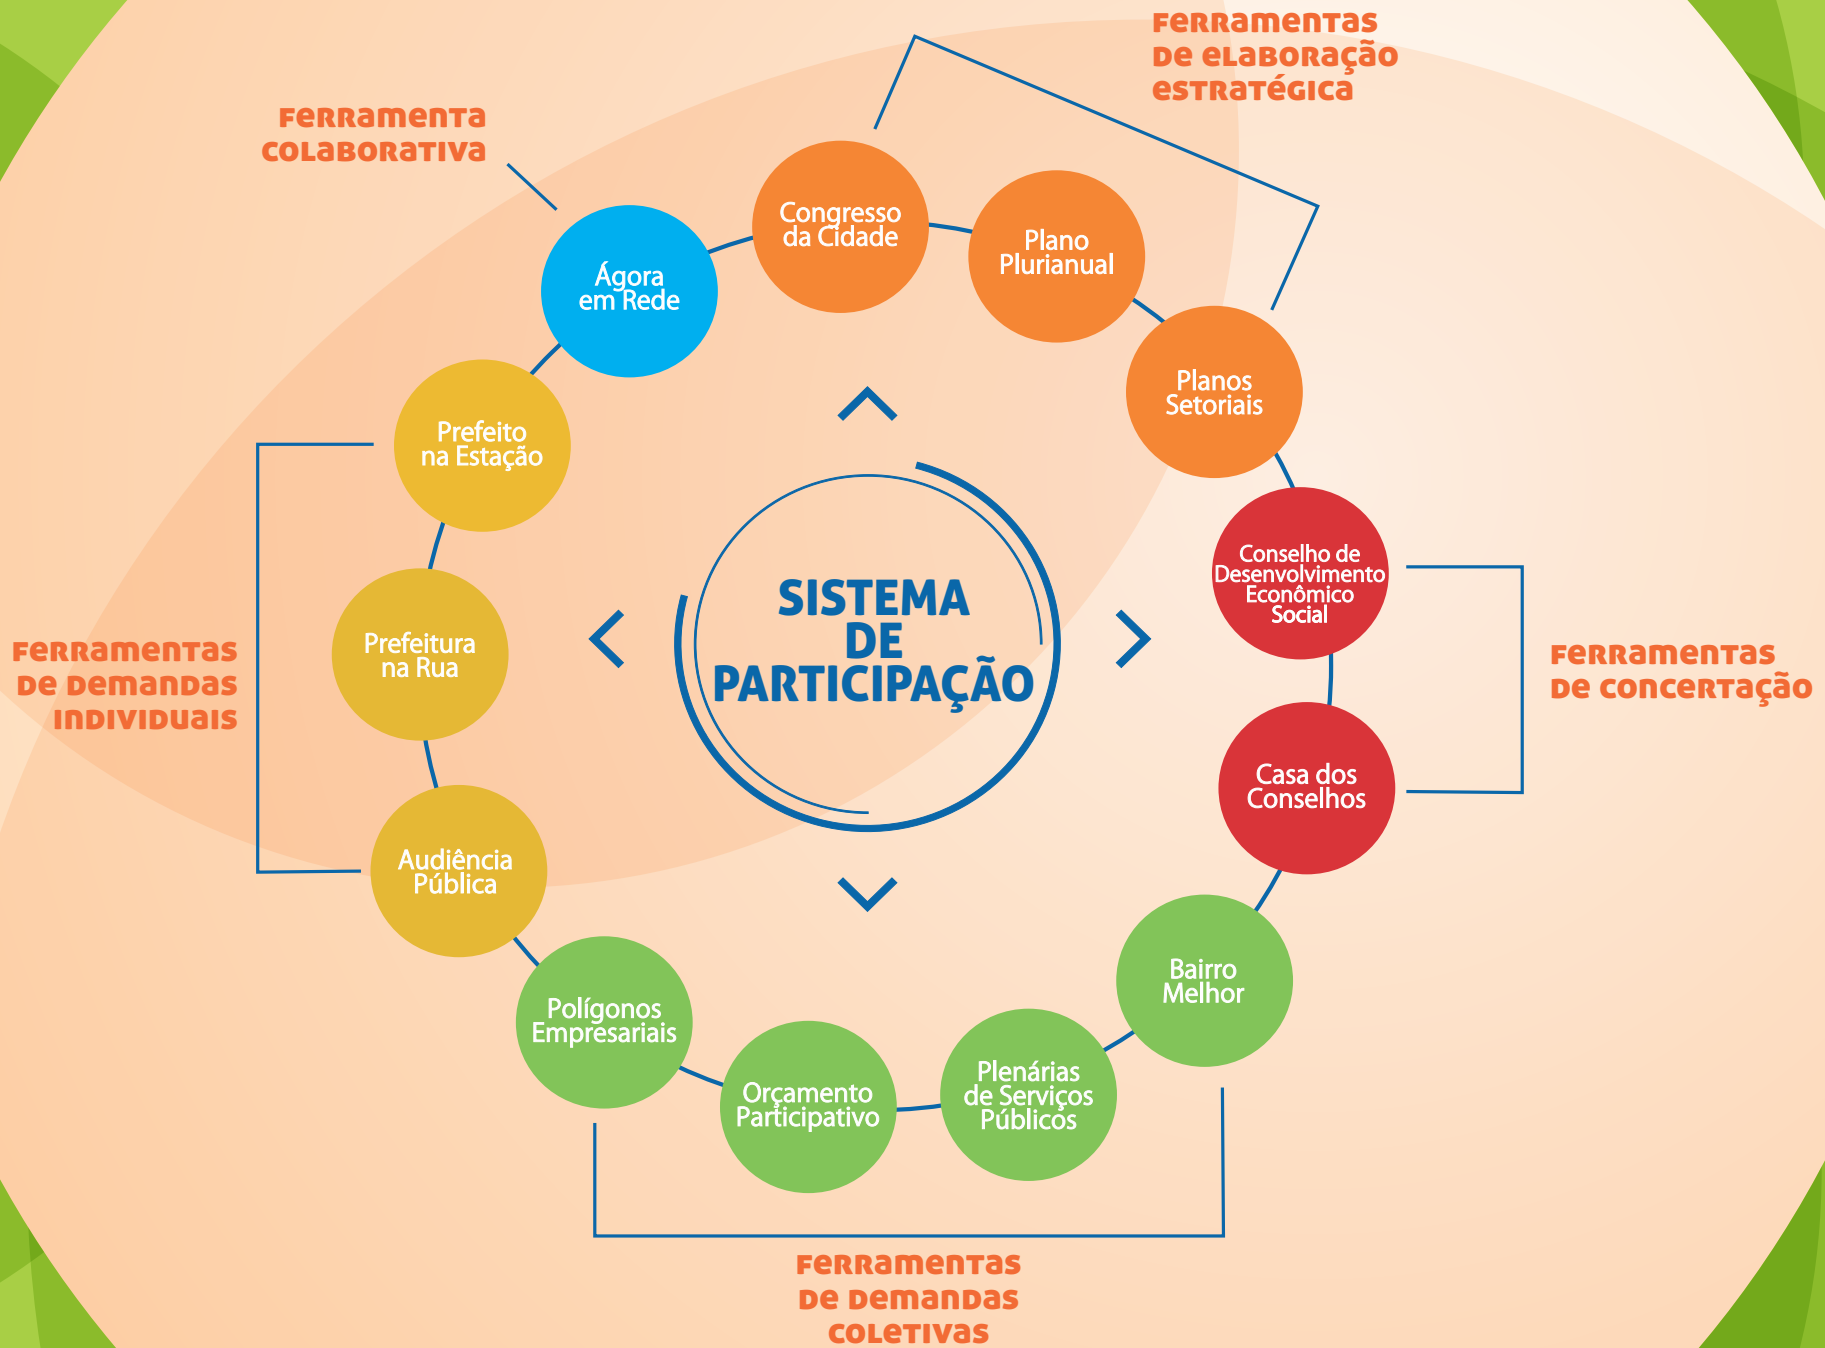 Ferramentas
de elaboração
estratégica
Ferramenta
colaborativa
Congresso
da Cidade
Plano
Plurianual
Ágora
em Rede
Planos
Setoriais
Prefeito
na Estação
Conselho de
Desenvolvimento
Econômico
Social
SISTEMA
DE
PARTICIPAÇÃO
Prefeitura
na Rua
Ferramentas
de demandas
individuais
Ferramentas
de concertação
Casa dos
Conselhos
Audiência
Pública
Bairro
Melhor
Polígonos
Empresariais
Orçamento
Participativo
Plenárias
de Serviços
Públicos
Ferramentas
de demandas
coletivas